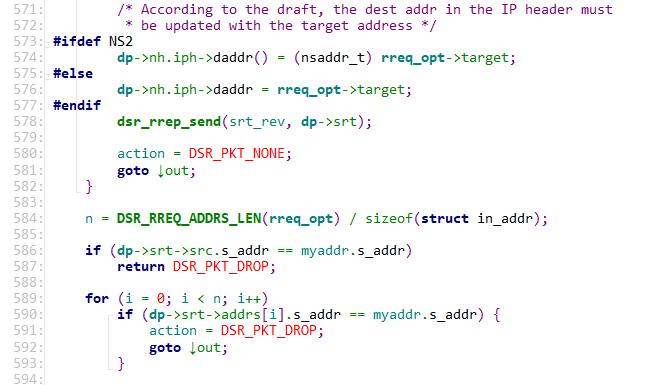 571: /* According to the draft, the dest addr in the IP header must
572: * be updated with the target address */
573: #ifdef NS2
574: dp->nh.iph->daddr() = (nsaddr_t) rreq_opt->target;
575: #else
576: dp->nh.iph->daddr = rreq_opt->target;
577: #endif
578: dsr_rrep_send(srt_rev, dp->srt);
579:
580: action = DSR_PKT_NONE;
581: goto ↓out;
582: }
583:
584: n = DSR_RREQ_ADDRS_LEN(rreq_opt) / sizeof(struct in_addr);
585:
586: if (dp->srt->src.s_addr == myaddr.s_addr)
587: return DSR_PKT_DROP;
588:
589: for (i = 0; i < n; i++)
590: if (dp->srt->addrs[i].s_addr == myaddr.s_addr) {
591: action = DSR_PKT_DROP;
592: goto ↓out;
593: }
594: